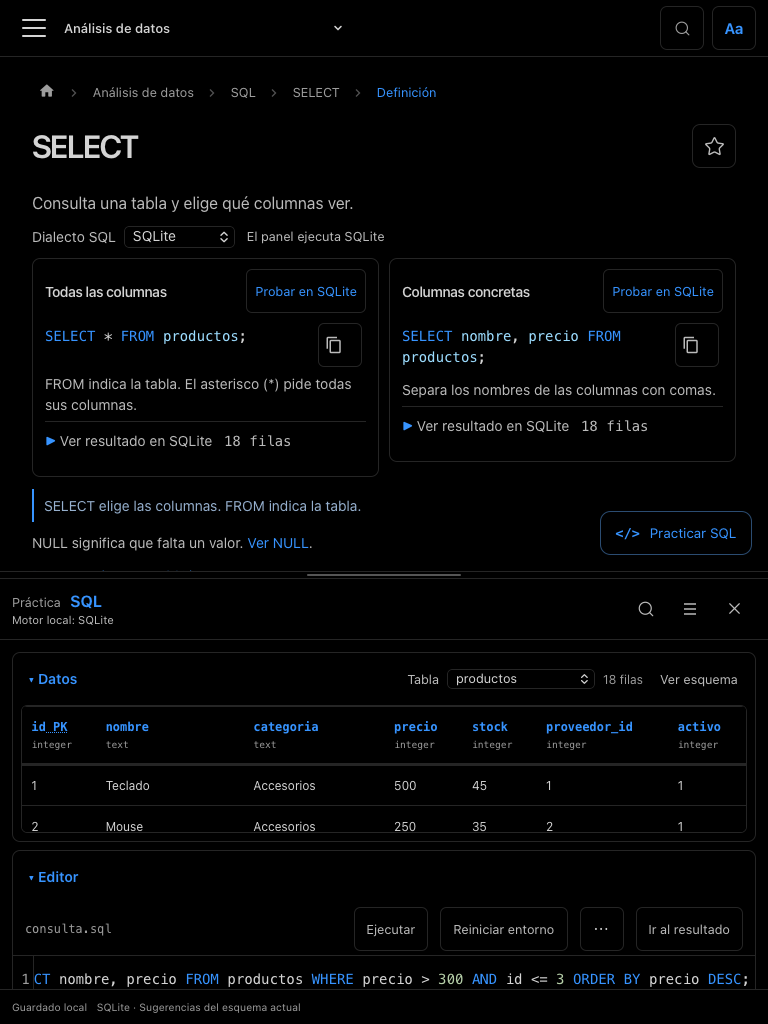 Análisis de datos
Aa
Análisis de datos > SQL > SELECT > Definición
SELECT
Consulta una tabla y elige qué columnas ver.
Dialecto SQL SQLite El panel ejecuta SQLite
Todas las columnas Probar en SQLite
SELECT * FROM productos;
FROM indica la tabla. El asterisco (*) pide todas
sus columnas.
Ver resultado en SQLite 18 filas
Columnas concretas Probar en SQLite
SELECT nombre, precio FROM
productos;
Separa los nombres de las columnas con comas.
Ver resultado en SQLite 18 filas
SELECT elige las columnas. FROM indica la tabla.
NULL significa que falta un valor. Ver NULL.
</> Practicar SQL
Práctica SQL
Motor local: SQLite
Datos Tabla productos 18 filas Ver esquema
id PK nombre categoria precio stock proveedor_id activo
integer text text integer integer integer integer
1 Teclado Accesorios 500 45 1 1
2 Mouse Accesorios 250 35 2 1
Editor
consulta.sql Ejecutar Reiniciar entorno ... Ir al resultado
1 CT nombre, precio FROM productos WHERE precio > 300 AND id <= 3 ORDER BY precio DESC;
Guardado local SQLite · Sugerencias del esquema actual